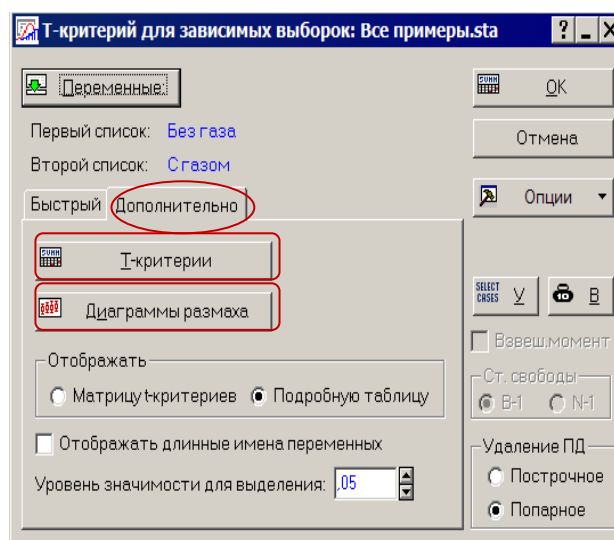 Т-критерий для зависимых выборок: Все примеры.sta
Переменные:
Первый список: Без газа
Второй список: С газом
Быстрый
Дополнительно
Т-критерии
Диаграммы размаха
Отображать
Матрицу t-критериев
Подробную таблицу
Отображать длинные имена переменных
Уровень значимости для выделения: ,05
OK
Отмена
Опции
SELECT CASES У
В
Взвеш.момент
Ст. свободы
В-1
N-1
Удаление ПД
Построчное
Попарное